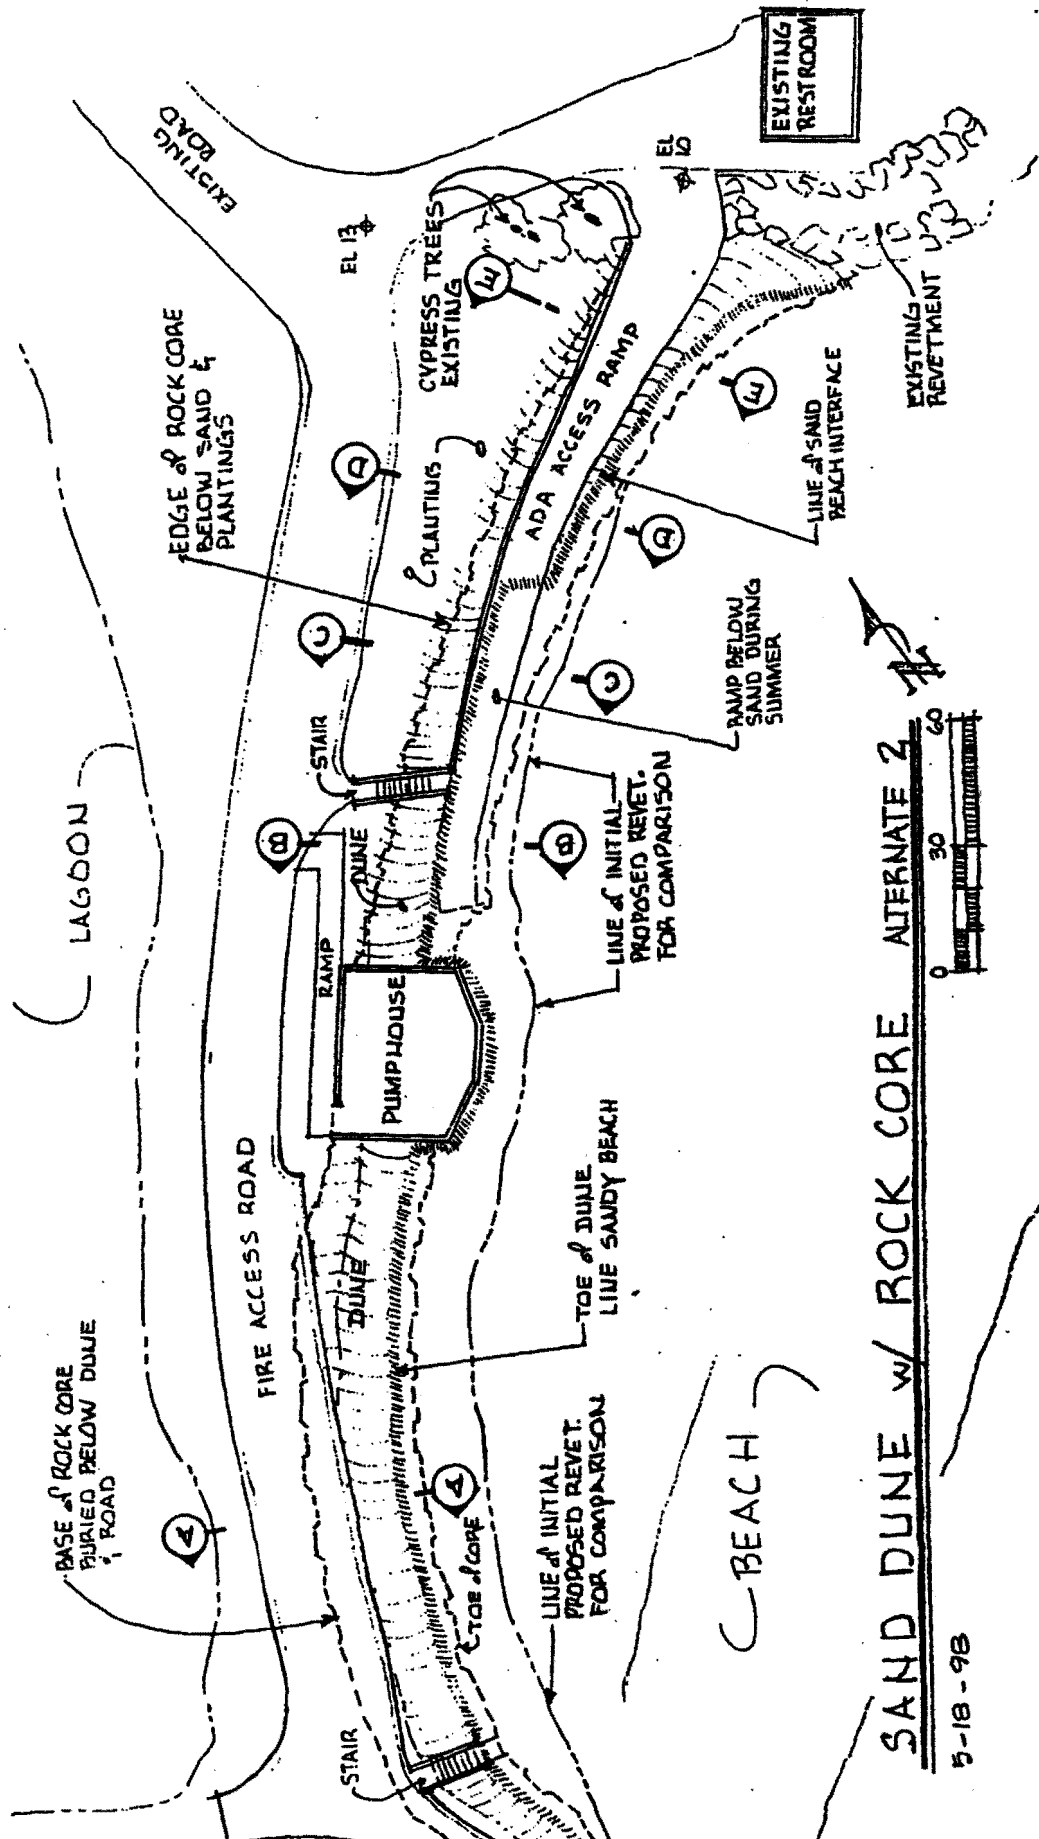 EXISTING
RESTROOM
EXISTING
ROAD
EL
10
EL 13
CYPRESS TREES
EXISTING
EDGE of ROCK CORE
BELOW SAND &
PLANTINGS
E
E
D
D
C
C
B
B
A
A
PLANTING
ADA ACCESS RAMP
LINE of SAND
BEACH INTERFACE
EXISTING
REVETMENT
RAMP BELOW
SAND DURING
SUMMER
STAIR
DUNE
RAMP
PUMPHOUSE
LAGOON
LINE of INITIAL
PROPOSED REVET.
FOR COMPARISON
FIRE ACCESS ROAD
DUNE
TOE of DUNE
LINE SANDY BEACH
BASE of ROCK CORE
BURIED BELOW DUNE
& ROAD
TOE of CORE
LINE of INITIAL
PROPOSED REVET.
FOR COMPARISON
STAIR
BEACH
N
0 30 60
SAND DUNE w/ ROCK CORE ALTERNATE 2
5-18-98